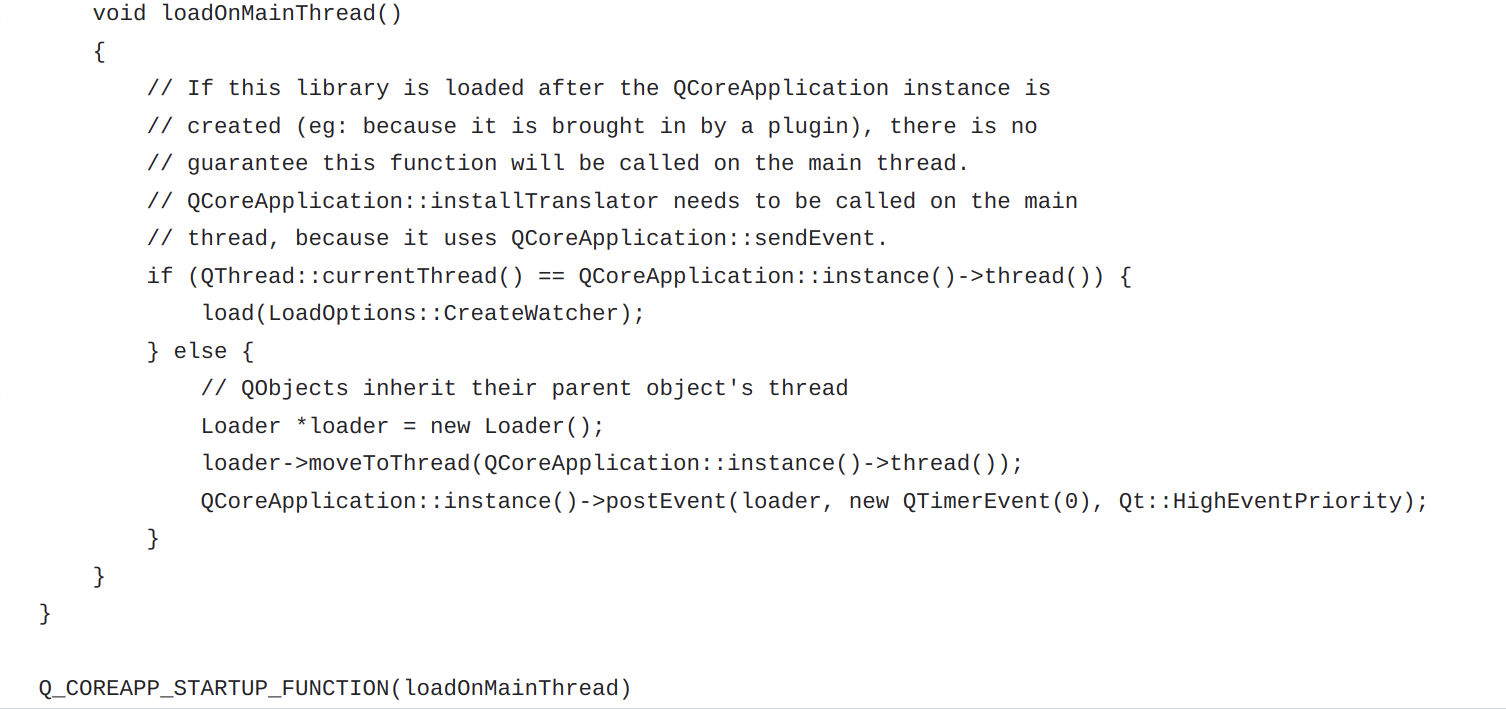 void loadOnMainThread()
{
// If this library is loaded after the QCoreApplication instance is
// created (eg: because it is brought in by a plugin), there is no
// guarantee this function will be called on the main thread.
// QCoreApplication::installTranslator needs to be called on the main
// thread, because it uses QCoreApplication::sendEvent.
if (QThread::currentThread() == QCoreApplication::instance()->thread()) {
load(LoadOptions::CreateWatcher);
} else {
// QObjects inherit their parent object's thread
Loader *loader = new Loader();
loader->moveToThread(QCoreApplication::instance()->thread());
QCoreApplication::instance()->postEvent(loader, new QTimerEvent(0), Qt::HighEventPriority);
}
}
}
Q_COREAPP_STARTUP_FUNCTION(loadOnMainThread)